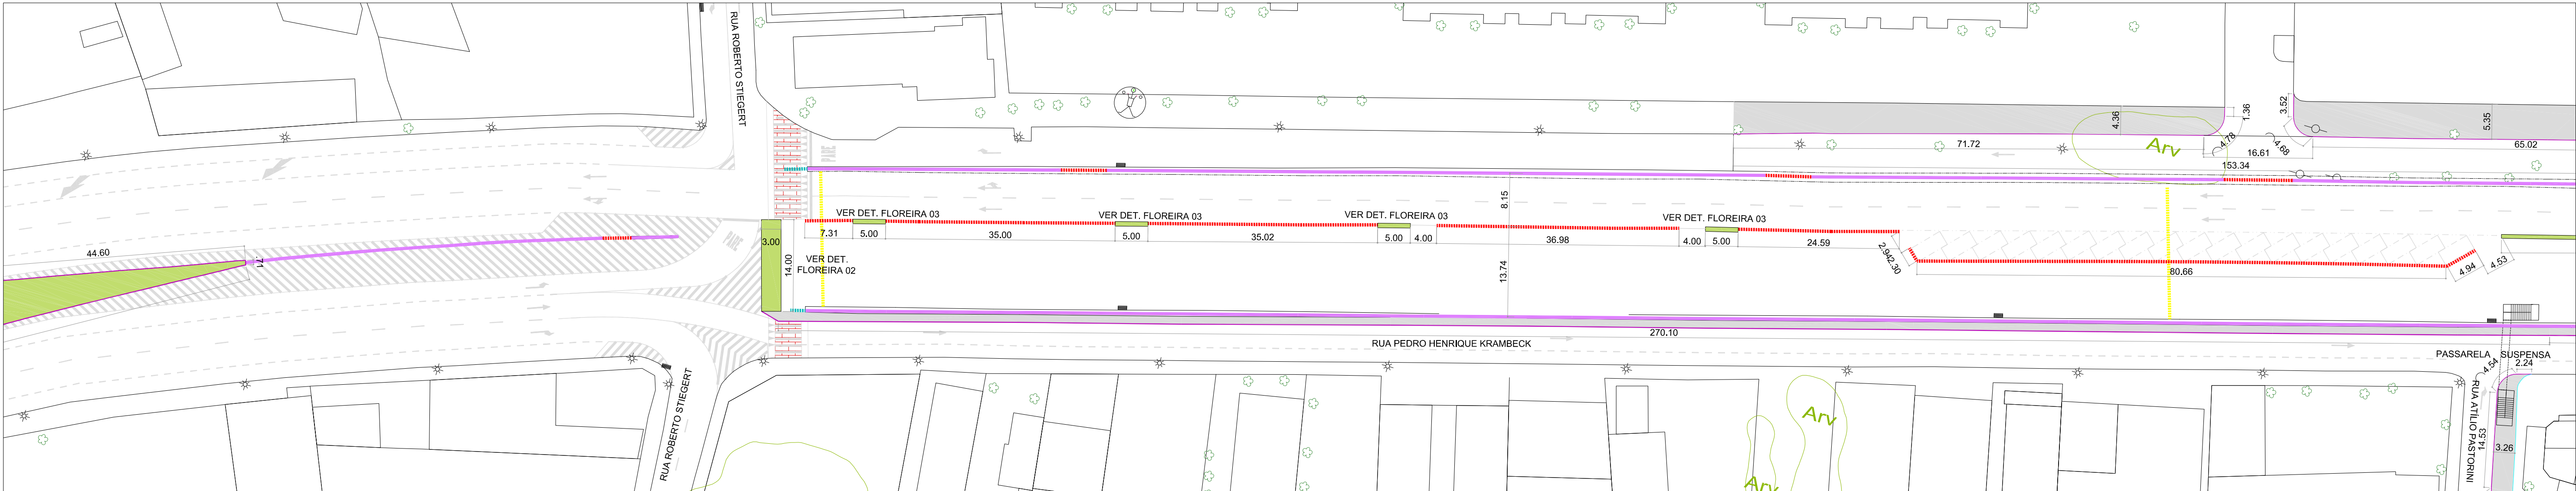 RUA ROBERTO STIEGERT
4.36
1.36
3.52
5.35
4.78
4.68
71.72
16.61
65.02
Arv
153.34
8.15
VER DET. FLOREIRA 03
VER DET. FLOREIRA 03
VER DET. FLOREIRA 03
VER DET. FLOREIRA 03
7.31
5.00
35.00
5.00
35.02
5.00
4.00
36.98
4.00
5.00
24.59
3.00
14.00
VER DET.
FLOREIRA 02
44.60
13.74
2.94
2.30
80.66
4.94
4.53
270.10
RUA PEDRO HENRIQUE KRAMBECK
PASSARELA SUSPENSA
4.54
2.24
RUA ROBERTO STIEGERT
Arv
Arv
RUA ATÍLIO PASTORINI
14.53
3.26